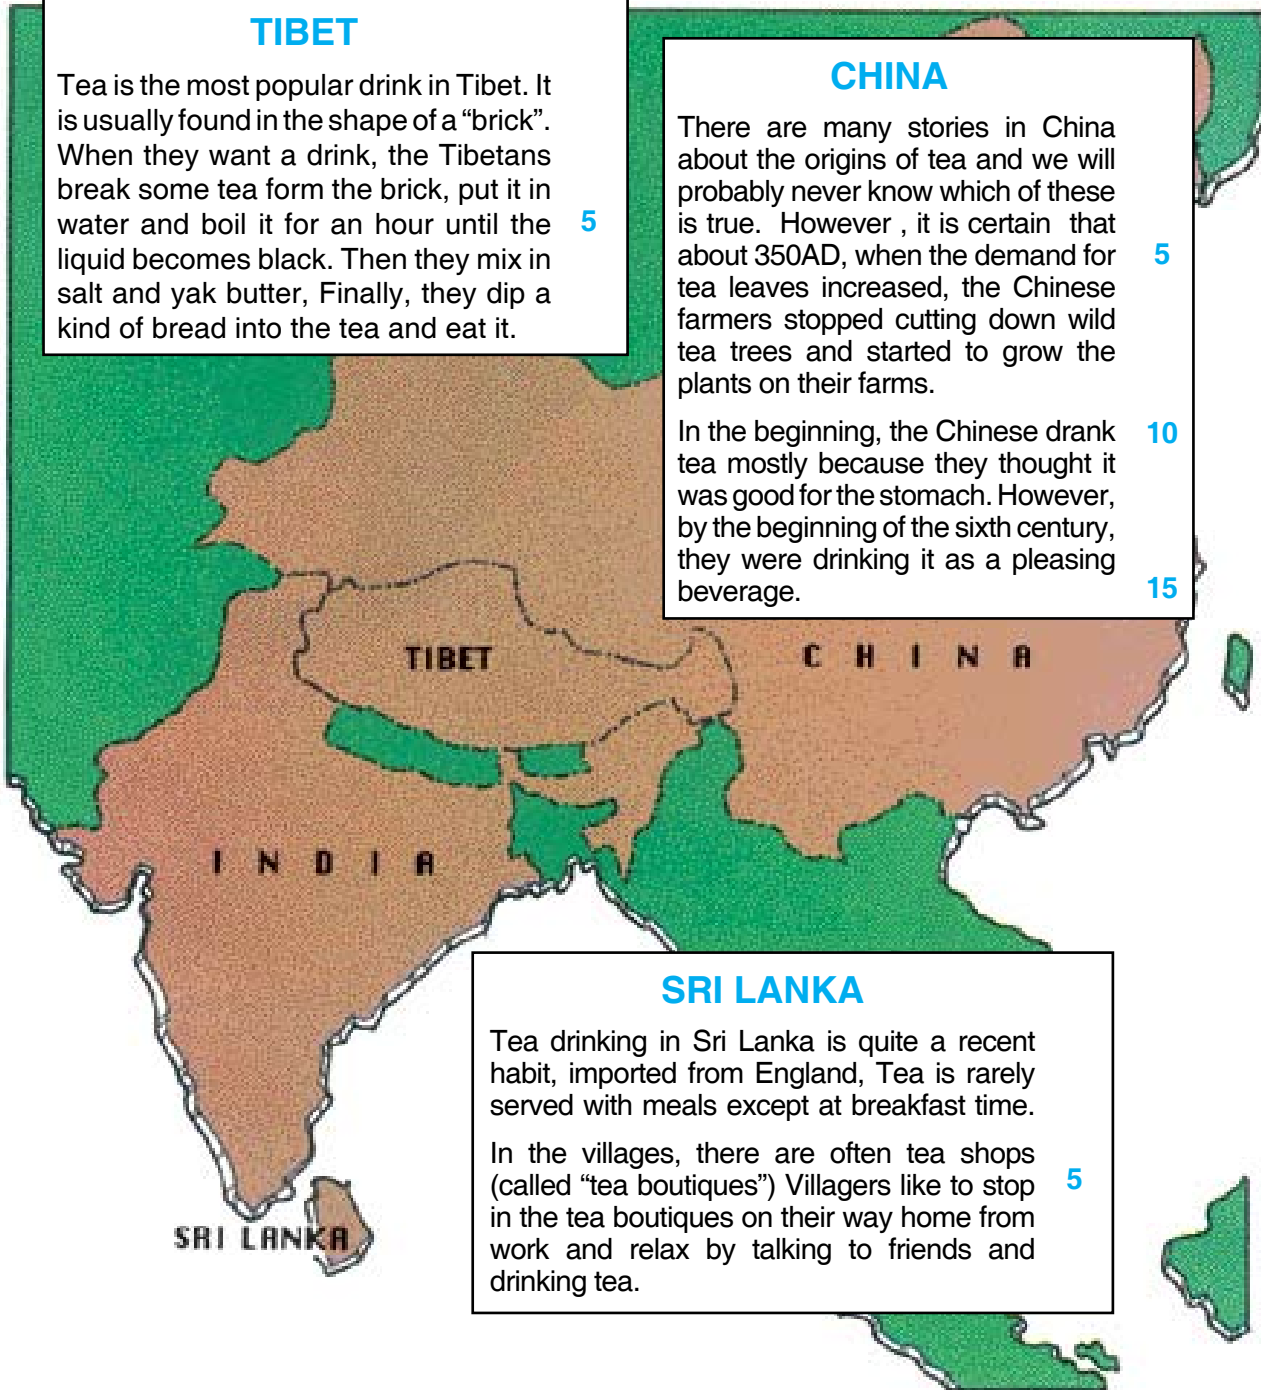 TIBET
Tea is the most popular drink in Tibet. It
is usually found in the shape of a “brick”.
When they want a drink, the Tibetans
break some tea form the brick, put it in
water and boil it for an hour until the 5
liquid becomes black. Then they mix in
salt and yak butter, Finally, they dip a
kind of bread into the tea and eat it.
CHINA
There are many stories in China
about the origins of tea and we will
probably never know which of these
is true. However , it is certain that
about 350AD, when the demand for 5
tea leaves increased, the Chinese
farmers stopped cutting down wild
tea trees and started to grow the
plants on their farms.
In the beginning, the Chinese drank 10
tea mostly because they thought it
was good for the stomach. However,
by the beginning of the sixth century,
they were drinking it as a pleasing
beverage. 15
TIBET
CHINA
INDIA
SRI LANKA
Tea drinking in Sri Lanka is quite a recent
habit, imported from England, Tea is rarely
served with meals except at breakfast time.
In the villages, there are often tea shops
(called “tea boutiques”) Villagers like to stop 5
in the tea boutiques on their way home from
work and relax by talking to friends and
drinking tea.
SRI LANKA